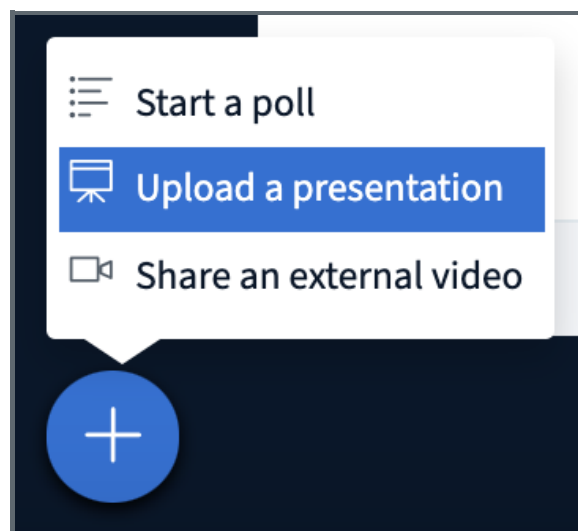 Start a poll
Upload a presentation
Share an external video